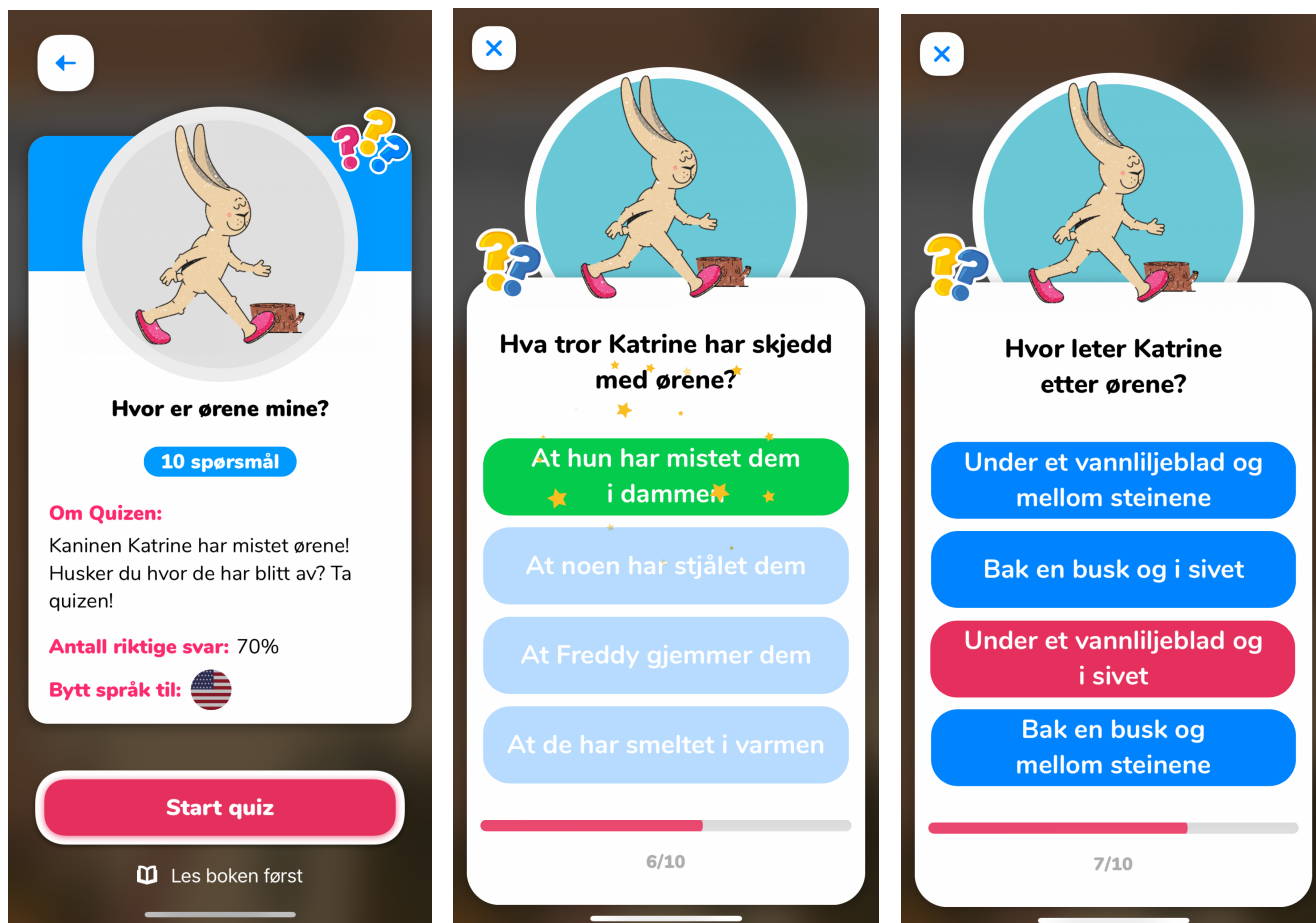 Hvor er ørene mine?
10 spørsmål
Om Quizen:
Kaninen Katrine har mistet ørene!
Husker du hvor de har blitt av? Ta
quizen!
Antall riktige svar: 70%
Bytt språk til:
Start quiz
Les boken først
Hva tror Katrine har skjedd
med ørene?
At hun har mistet dem
i dammen
At noen har stjålet dem
At Freddy gjemmer dem
At de har smeltet i varmen
6/10
Hvor leter Katrine
etter ørene?
Under et vannliljeblad og
mellom steinene
Bak en busk og i sivet
Under et vannliljeblad og
i sivet
Bak en busk og
mellom steinene
7/10